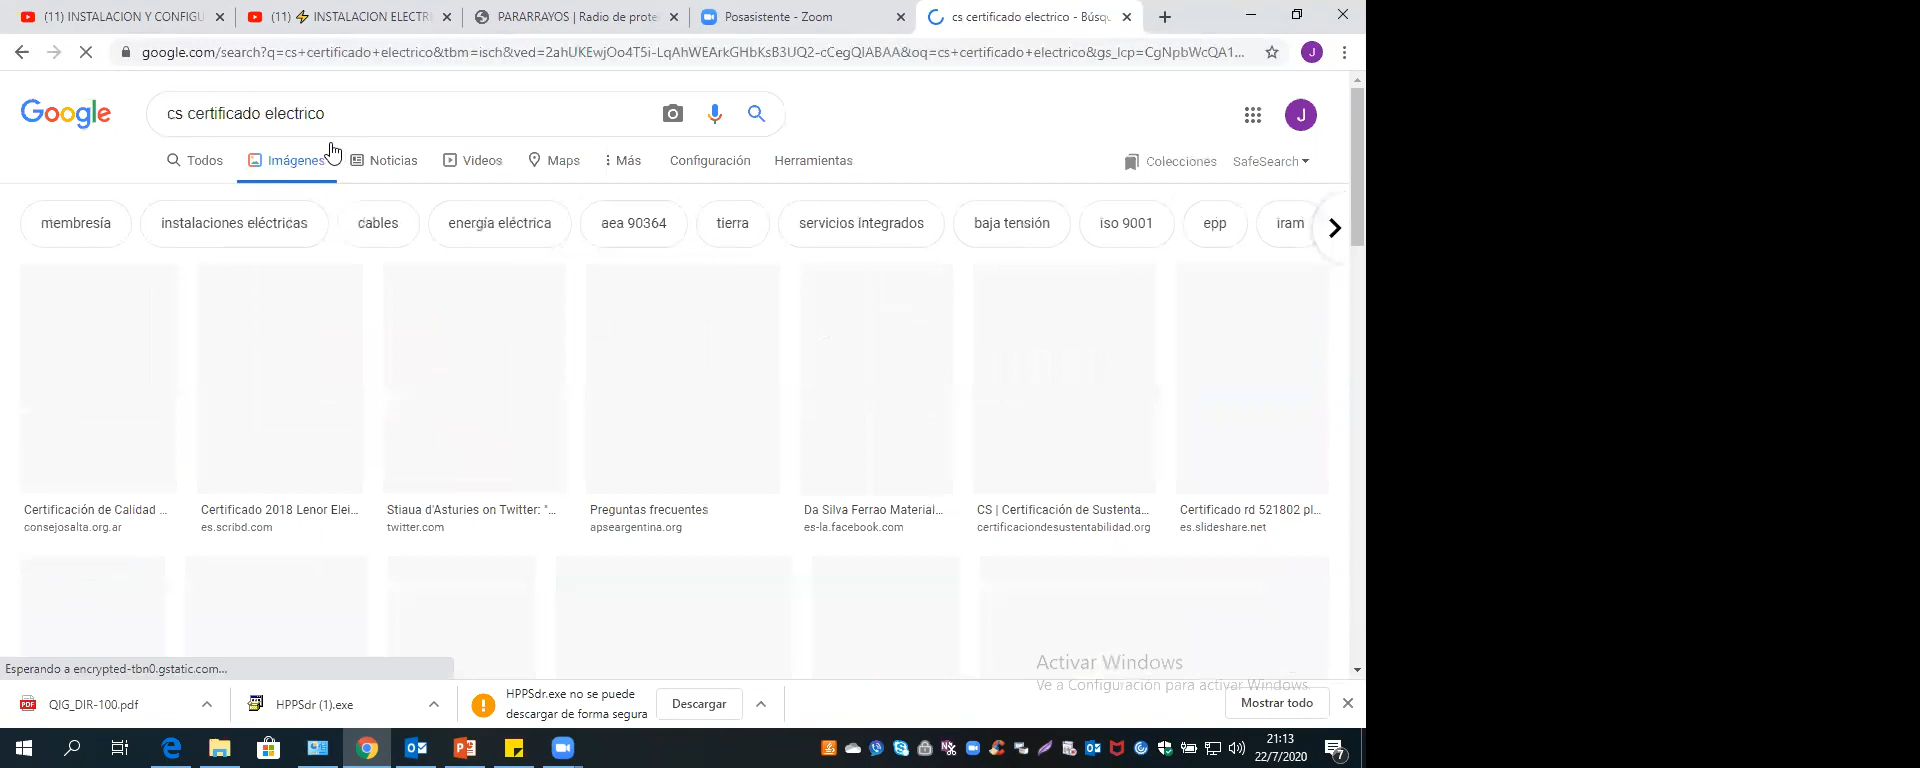 (11) INSTALACION Y CONFIGU
(11) ⚡ INSTALACION ELECTRI
PARARRAYOS | Radio de prote
Posasistente - Zoom
cs certificado electrico - Búsqu
google.com/search?q=cs+certificado+electrico&tbm=isch&ved=2ahUKEwjOo4T5i-LqAhWEArkGHbKsB3UQ2-cCegQIABAA&oq=cs+certificado+electrico&gs_lcp=CgNpbWcQA1...
J
Google
cs certificado electrico
J
Todos
Imágenes
Noticias
Videos
Maps
Más
Configuración
Herramientas
Colecciones
SafeSearch
membresía
instalaciones eléctricas
cables
energía eléctrica
aea 90364
tierra
servicios integrados
baja tensión
iso 9001
epp
iram
Certificación de Calidad ...
consejosalta.org.ar
Certificado 2018 Lenor Elei...
es.scribd.com
Stiaua d'Asturies on Twitter: "...
twitter.com
Preguntas frecuentes
apseargentina.org
Da Silva Ferrao Material...
es-la.facebook.com
CS | Certificación de Sustenta...
certificaciondesustentabilidad.org
Certificado rd 521802 pl...
es.slideshare.net
Esperando a encrypted-tbn0.gstatic.com...
Activar Windows
Ve a Configuración para activar Windows.
QIG_DIR-100.pdf
HPPSdr (1).exe
HPPSdr.exe no se puede
descargar de forma segura
Descargar
Mostrar todo
21:13
22/7/2020
7